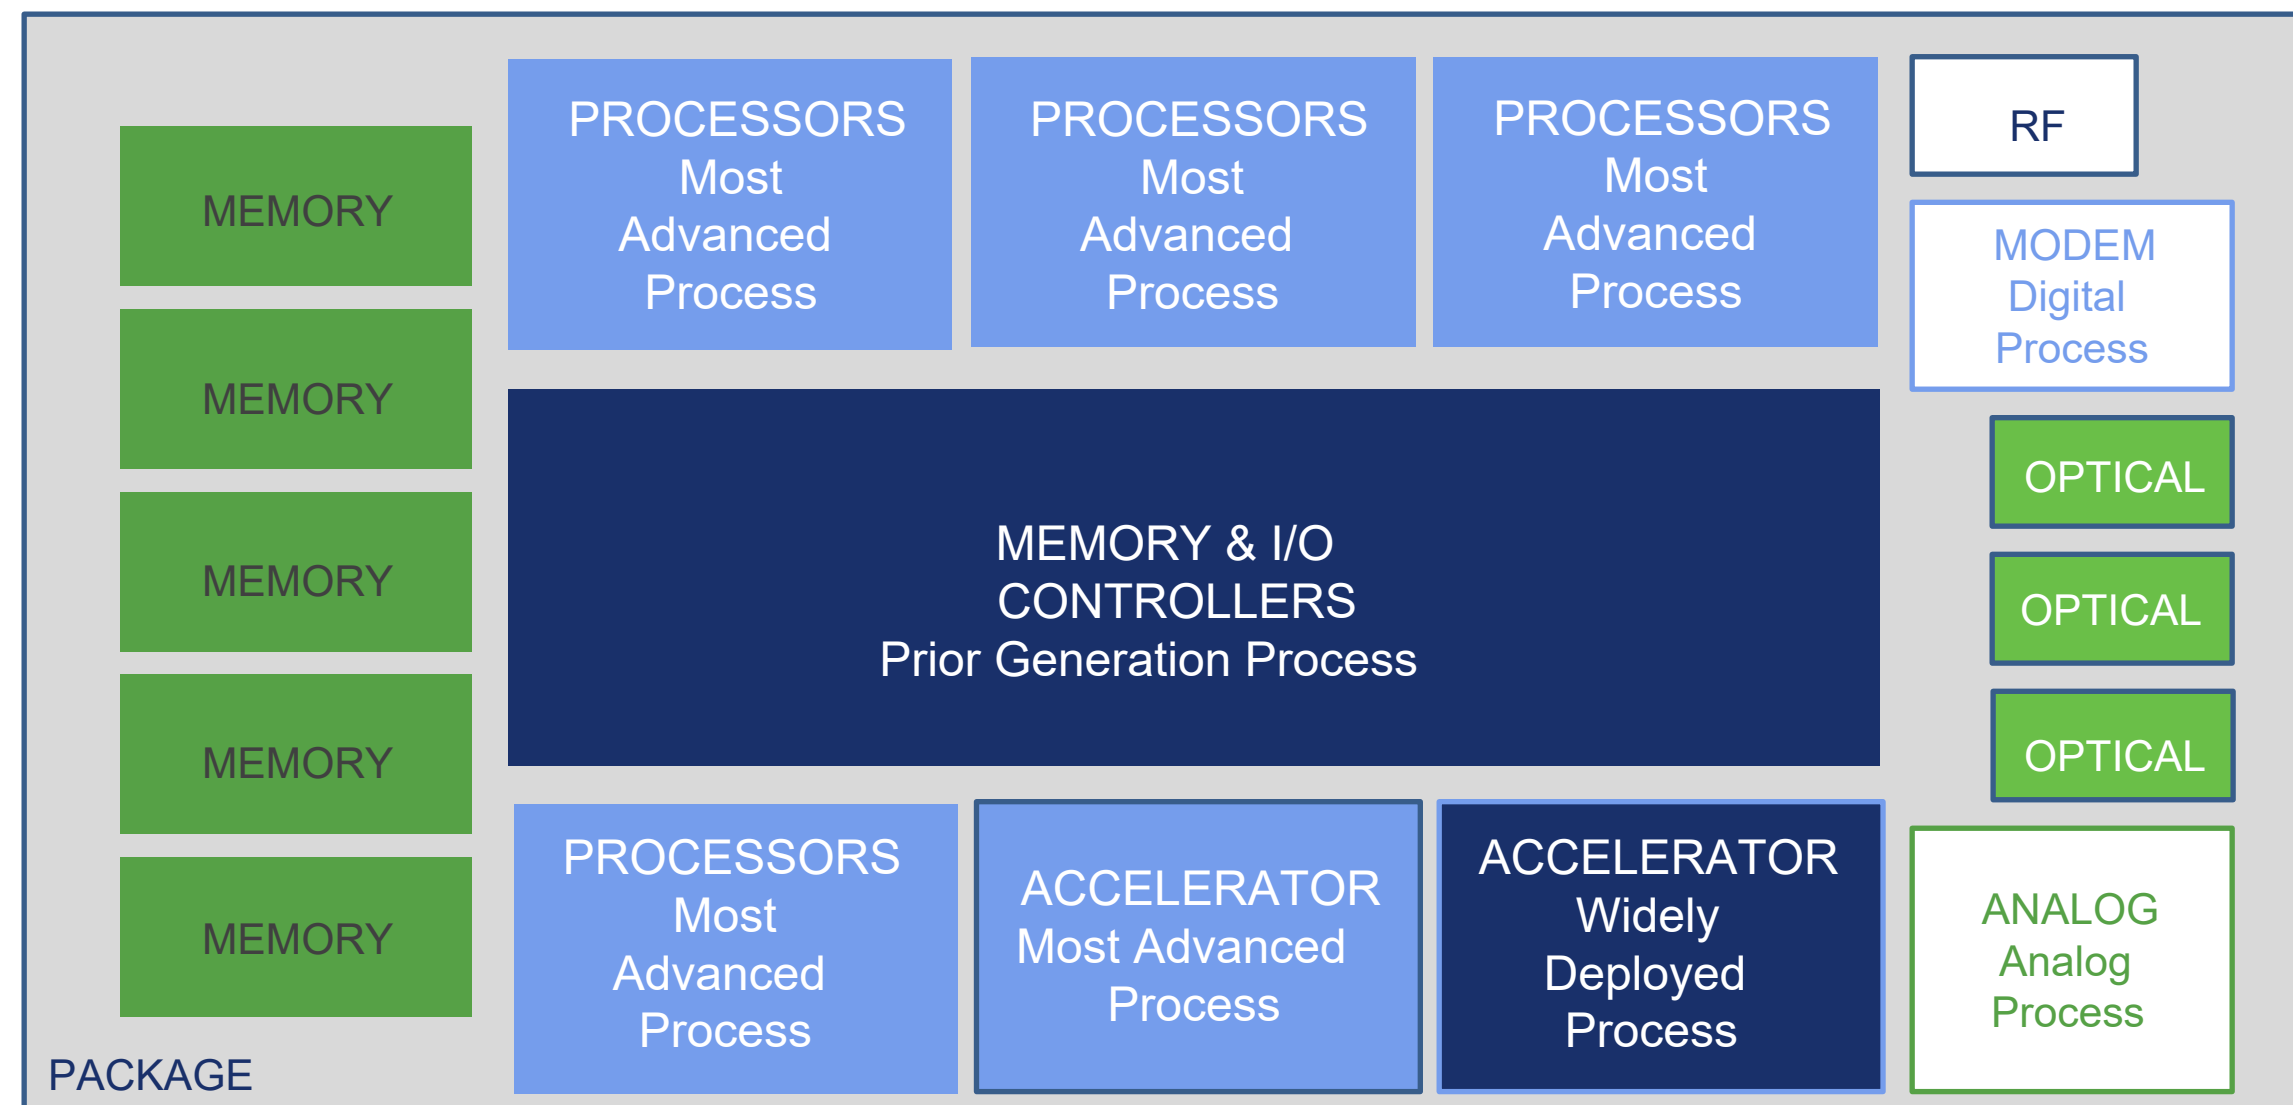 MEMORY
MEMORY
MEMORY
MEMORY
MEMORY
PROCESSORS
Most
Advanced
Process
PROCESSORS
Most
Advanced
Process
PROCESSORS
Most
Advanced
Process
MEMORY & I/O
CONTROLLERS
Prior Generation Process
PROCESSORS
Most
Advanced
Process
ACCELERATOR
Most Advanced
Process
ACCELERATOR
Widely
Deployed
Process
RF
MODEM
Digital
Process
OPTICAL
OPTICAL
OPTICAL
ANALOG
Analog
Process
PACKAGE